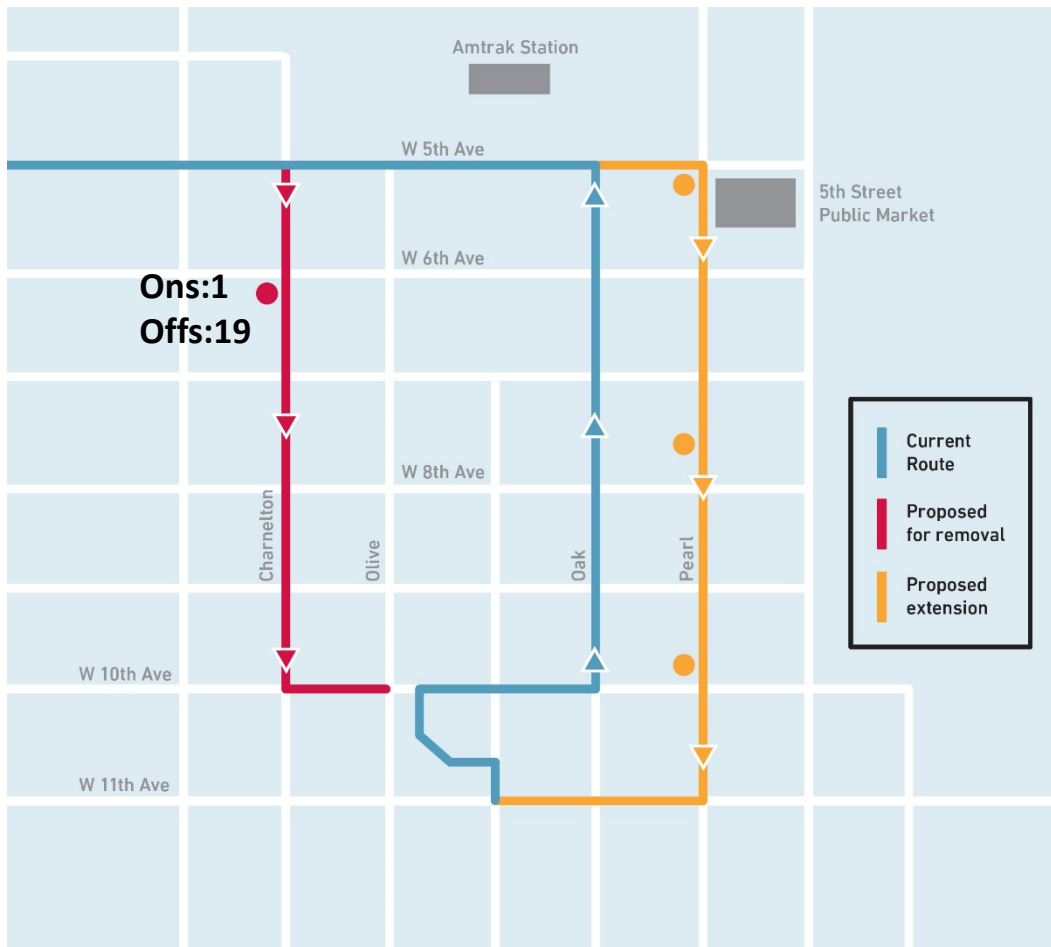 Amtrak Station
W 5th Ave
5th Street
Public Market
W 6th Ave
Ons:1
Offs:19
Current
Route
W 8th Ave
Proposed
for removal
Charnelton
Olive
Oak
Pearl
Proposed
extension
W 10th Ave
W 11th Ave